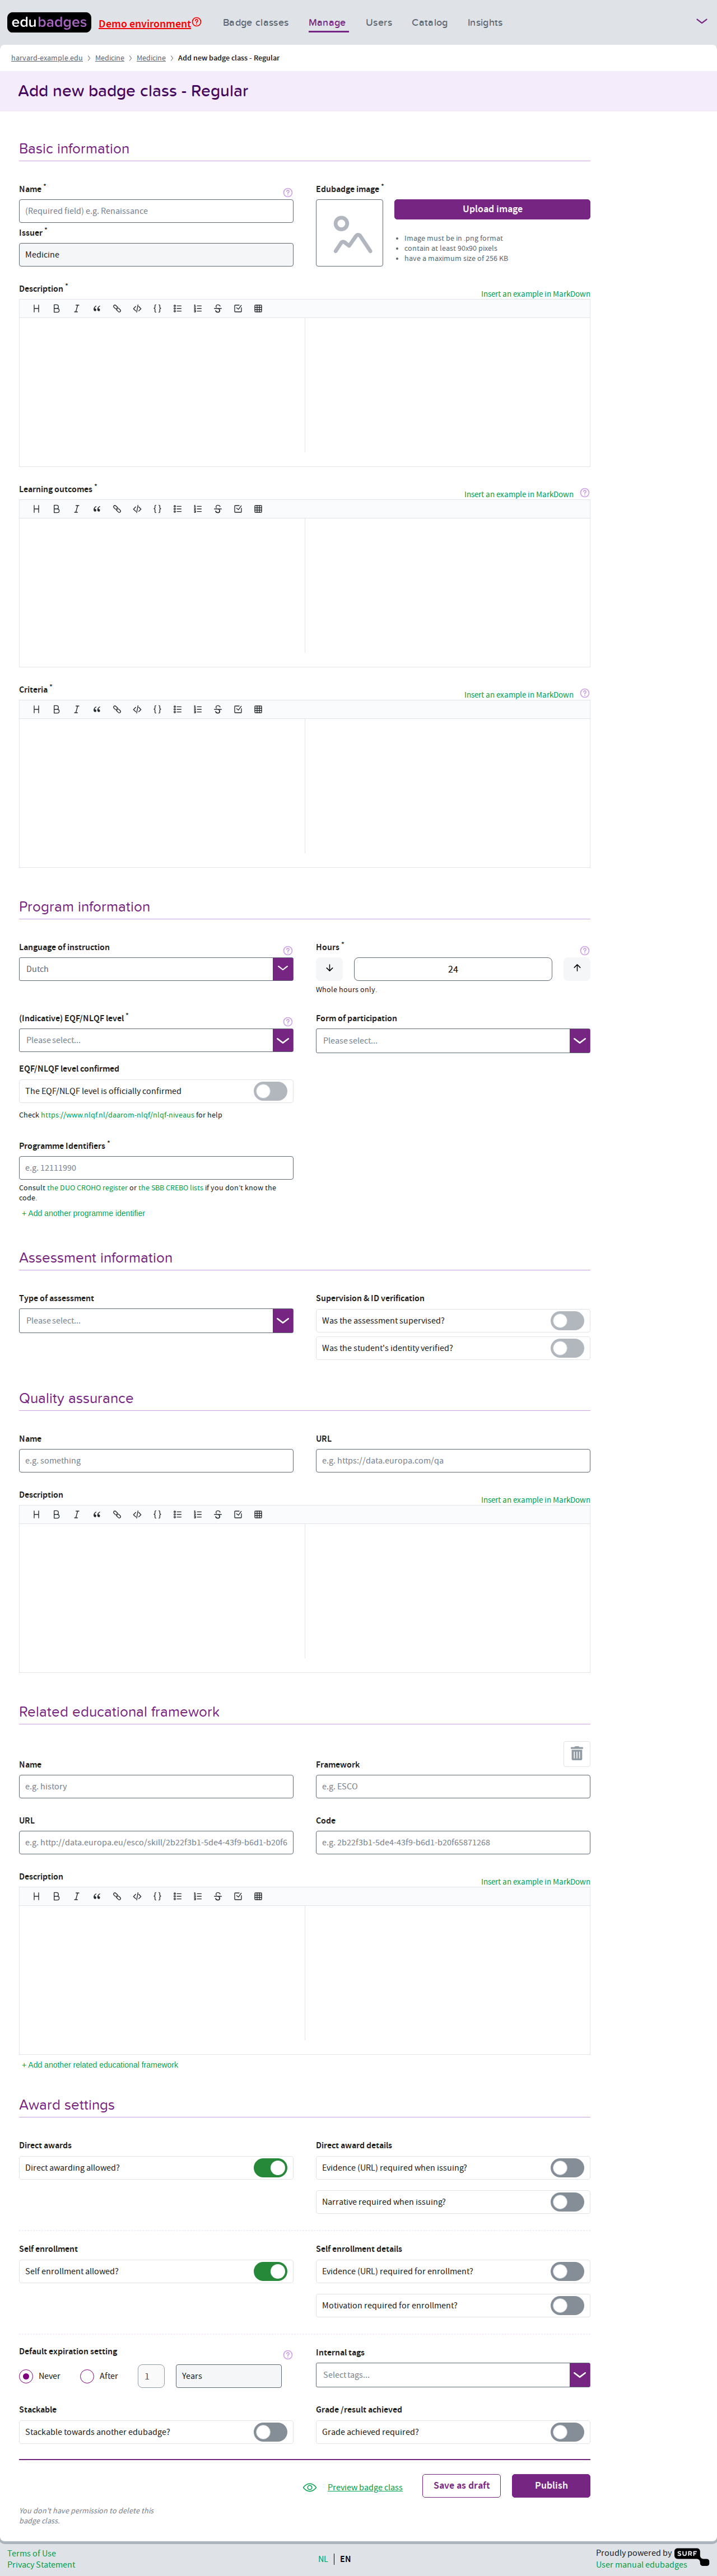 edubadges Demo environment Badge classes Manage Users Catalog Insights
harvard-example.edu Medicine Medicine Add new badge class - Regular
Add new badge class - Regular
Basic information
Name *
(Required field) e.g. Renaissance
Issuer *
Medicine
Edubadge image *
Upload image
• Image must be in .png format
• contain at least 90x90 pixels
• have a maximum size of 256 KB
Description *
Insert an example in MarkDown
Learning outcomes *
Insert an example in MarkDown
Criteria *
Insert an example in MarkDown
Program information
Language of instruction
Dutch
Hours *
24
Whole hours only.
(Indicative) EQF/NLQF level *
Please select...
Form of participation
Please select...
EQF/NLQF level confirmed
The EQF/NLQF level is officially confirmed
Check https://www.nlqf.nl/daarom-nlqf/nlqf-niveaus for help
Programme Identifiers *
e.g. 12111990
Consult the DUO CROHO register or the SBB CREBO lists if you don't know the
code.
+ Add another programme identifier
Assessment information
Type of assessment
Please select...
Supervision & ID verification
Was the assessment supervised?
Was the student's identity verified?
Quality assurance
Name
e.g. something
URL
e.g. https://data.europa.com/qa
Description
Insert an example in MarkDown
Related educational framework
Name
e.g. history
Framework
e.g. ESCO
URL
e.g. http://data.europa.eu/esco/skill/2b22f3b1-5de4-43f9-b6d1-b20f6
Code
e.g. 2b22f3b1-5de4-43f9-b6d1-b20f65871268
Description
Insert an example in MarkDown
+ Add another related educational framework
Award settings
Direct awards
Direct awarding allowed?
Direct award details
Evidence (URL) required when issuing?
Narrative required when issuing?
Self enrollment
Self enrollment allowed?
Self enrollment details
Evidence (URL) required for enrollment?
Motivation required for enrollment?
Default expiration setting
Never After 1 Years
Internal tags
Select tags...
Stackable
Stackable towards another edubadge?
Grade /result achieved
Grade achieved required?
Preview badge class Save as draft Publish
You don't have permission to delete this
badge class.
Terms of Use
Privacy Statement
NL EN
Proudly powered by SURF
User manual edubadges